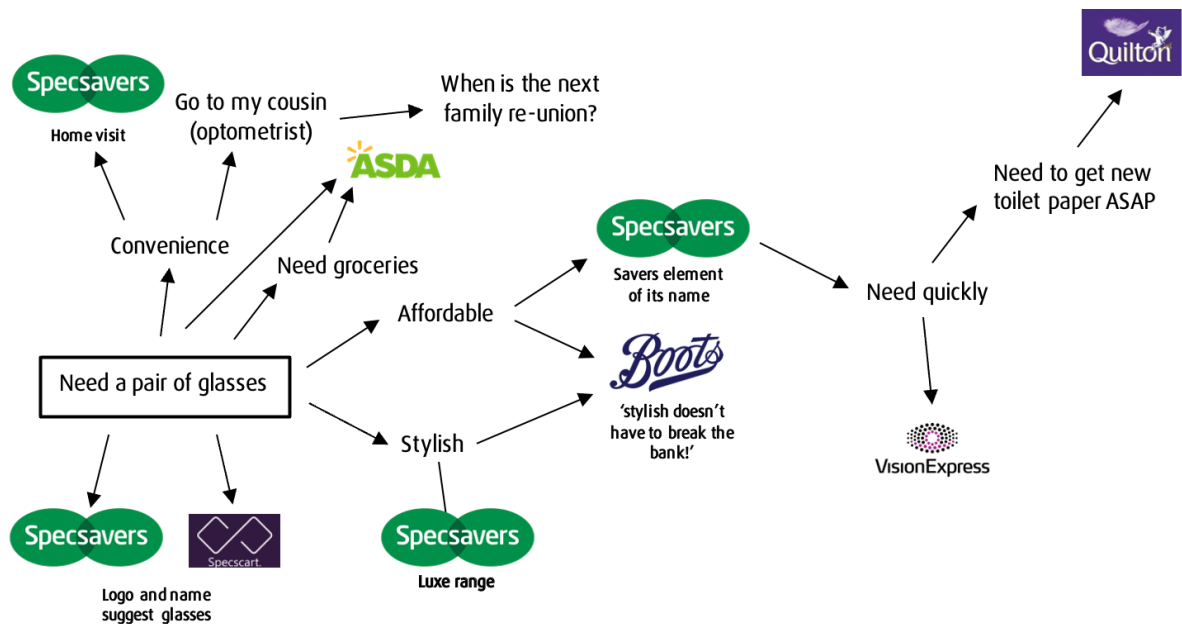 Quilton
Specsavers
Home visit
Go to my cousin
(optometrist)
When is the next
family re-union?
ASDA
Need to get new
toilet paper ASAP
Convenience
Need groceries
Specsavers
Savers element
of its name
Need quickly
Affordable
Need a pair of glasses
Boots
‘stylish doesn’t
have to break the
bank!’
Stylish
VisionExpress
Specsavers
Specscart.
Logo and name
suggest glasses
Specsavers
Luxe range